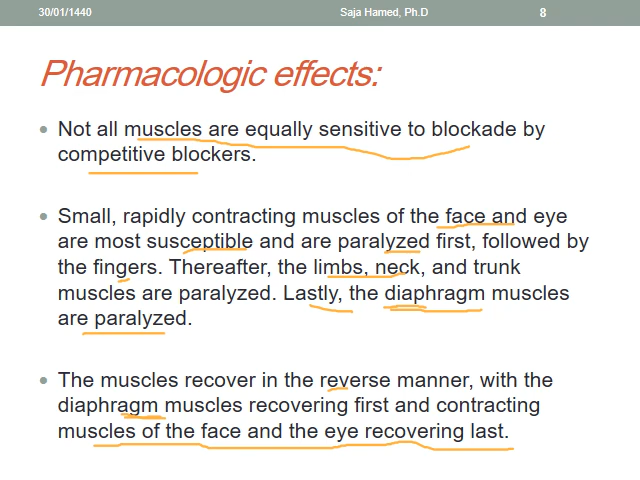 30/01/1440 Saja Hamed, Ph.D 8
Pharmacologic effects:
• Not all muscles are equally sensitive to blockade by
competitive blockers.
• Small, rapidly contracting muscles of the face and eye
are most susceptible and are paralyzed first, followed by
the fingers. Thereafter, the limbs, neck, and trunk
muscles are paralyzed. Lastly, the diaphragm muscles
are paralyzed.
• The muscles recover in the reverse manner, with the
diaphragm muscles recovering first and contracting
muscles of the face and the eye recovering last.